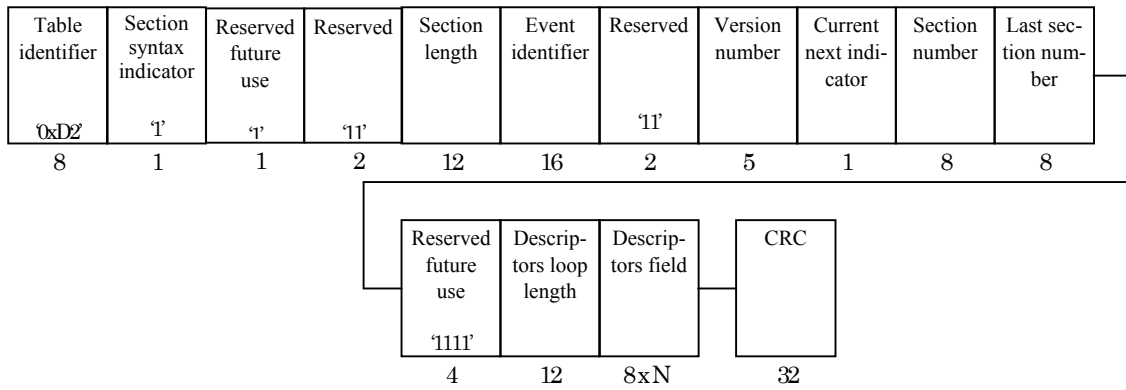 Table identifier '0xD2'
Section syntax indicator '1'
Reserved future use '1'
Reserved '11'
Section length
Event identifier
Reserved '11'
Version number
Current next indi-cator
Section number
Last sec-tion num-ber
8 1 1 2 12 16 2 5 1 8 8
Reserved future use '1111'
Descrip-tors loop length
Descrip-tors field
CRC
4 12 8xN 32